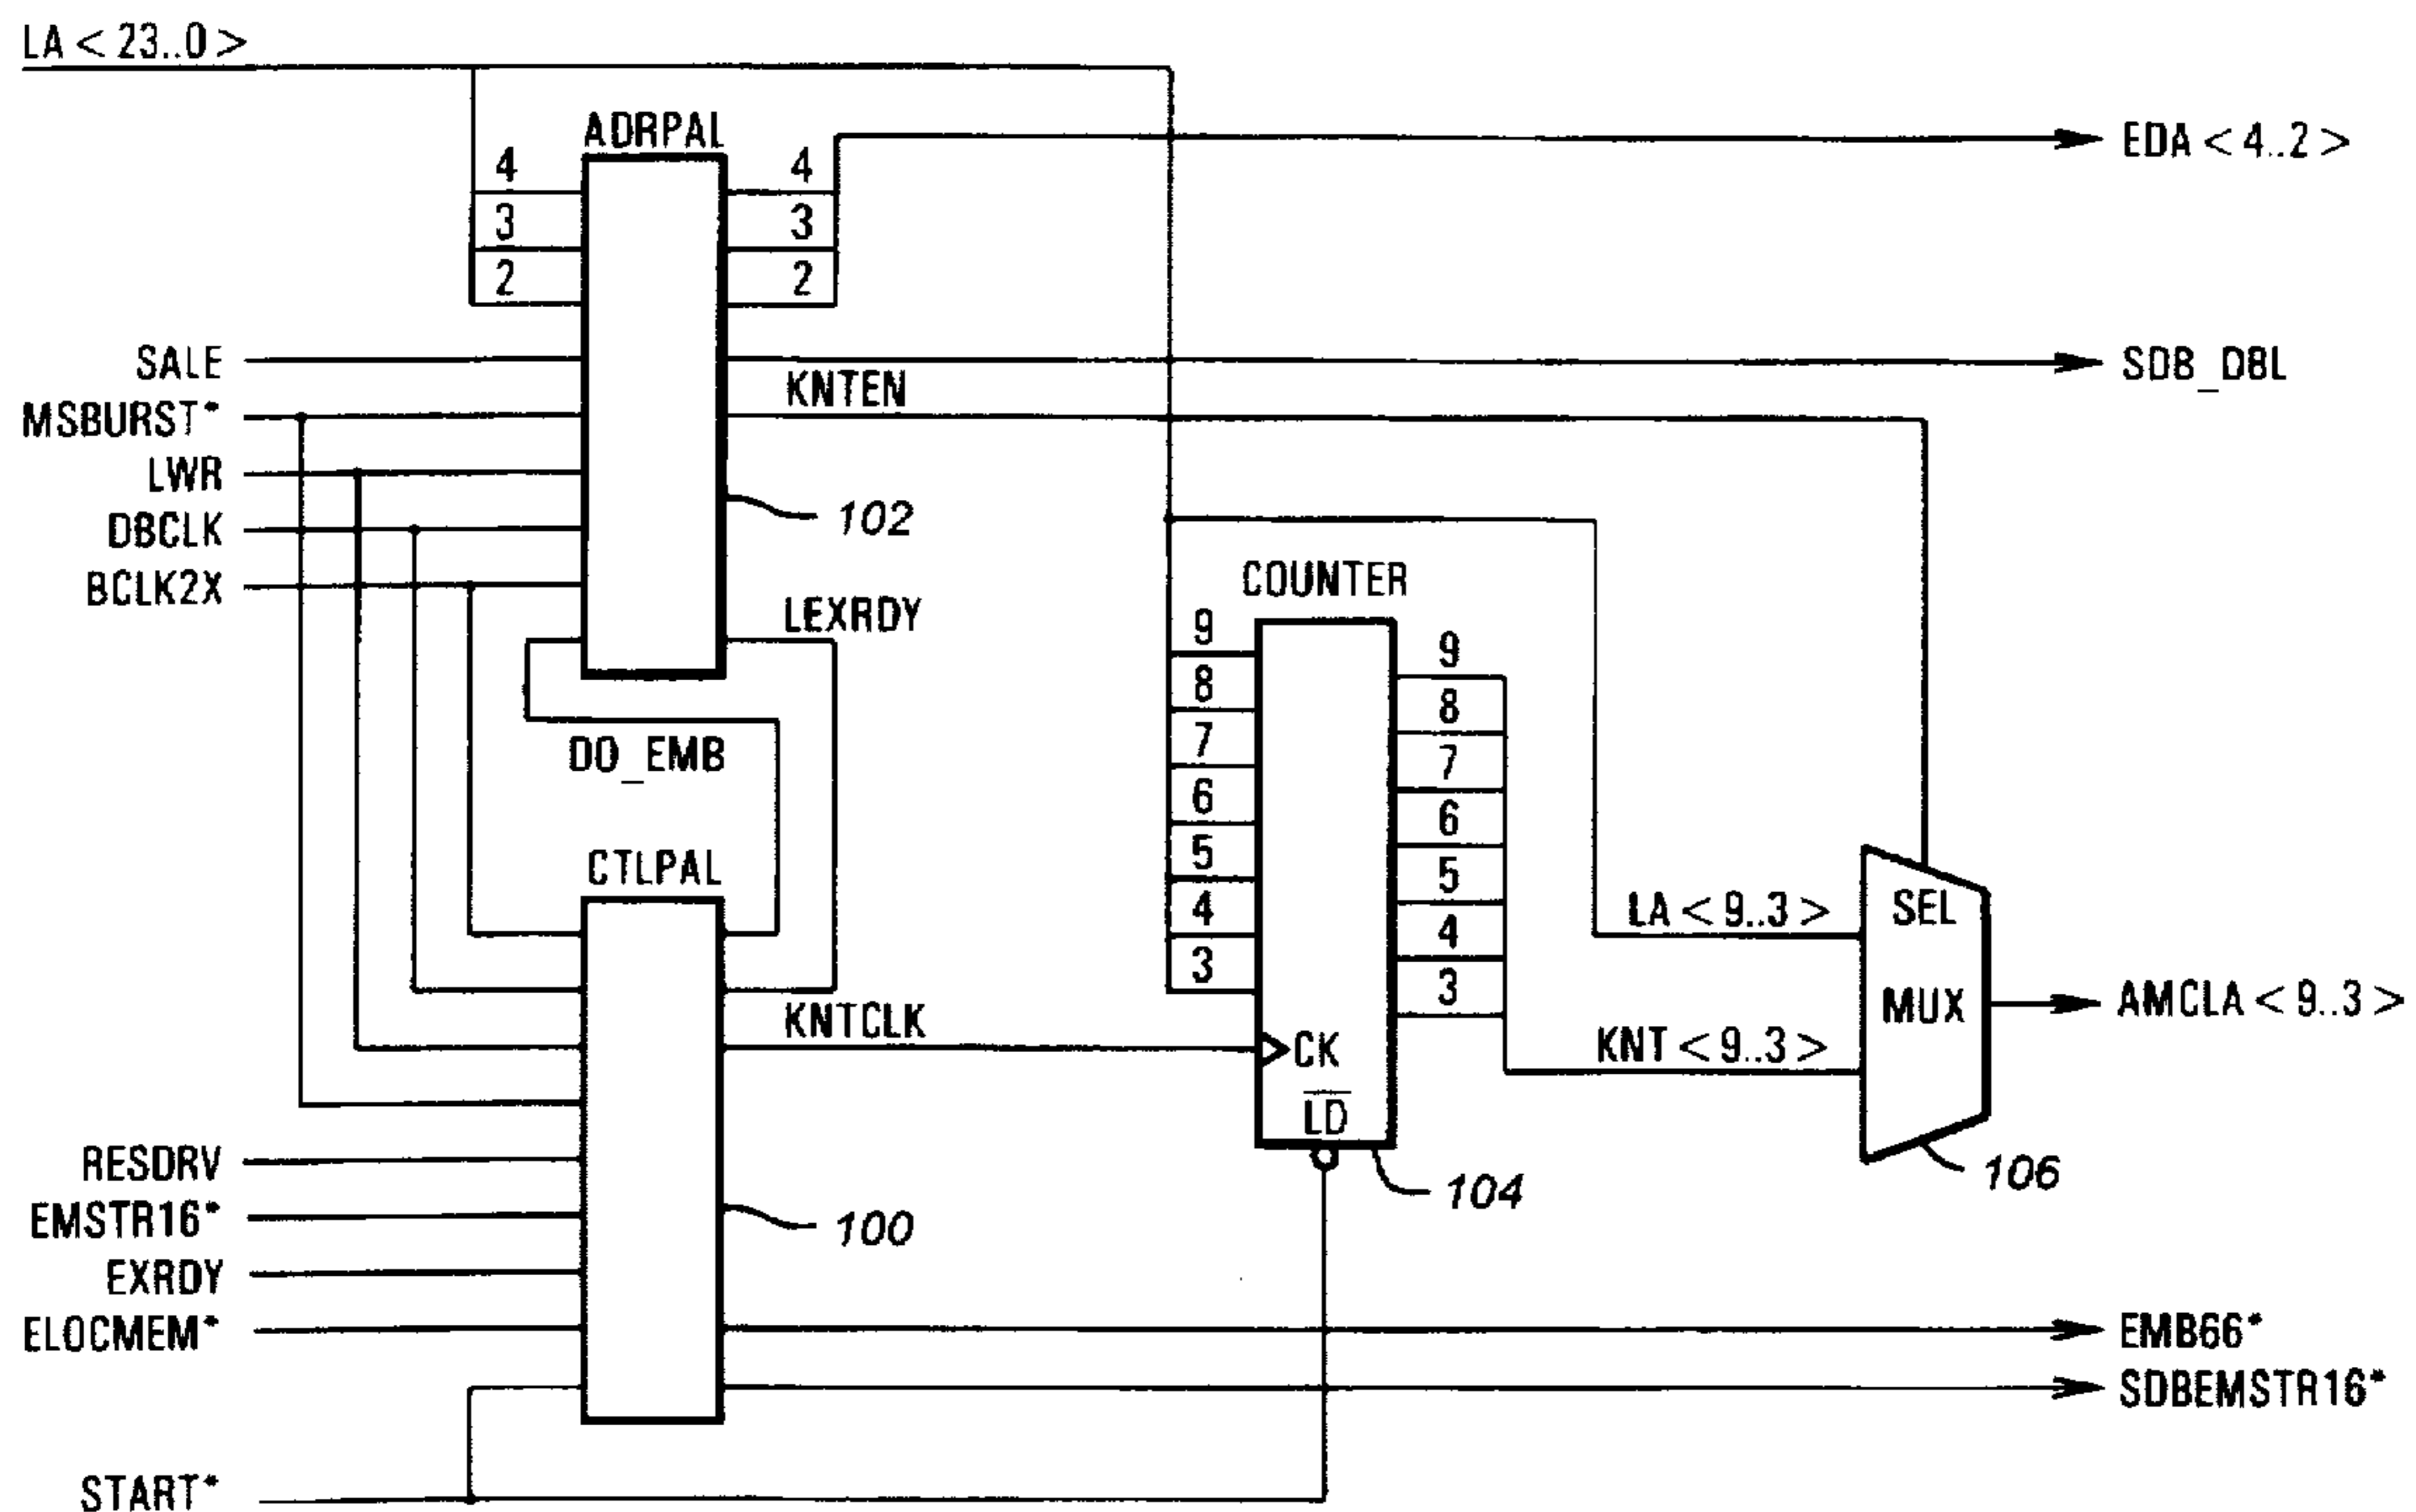 LA < 23..0 >
ADRPAL
4
3
2
4
3
2
EDA < 4..2 >
SALE
MSBURST*
LWR
DBCLK
BCLK2X
SDB_DBL
KNTEN
102
LEXRDY
DO_EMB
COUNTER
9
8
7
6
5
4
3
9
8
7
6
5
4
3
CK
LD
104
LA < 9..3 >
KNT < 9..3 >
SEL
MUX
106
AMCLA < 9..3 >
CTLPAL
KNTCLK
100
RESDRV
EMSTR16*
EXRDY
ELOCMEM*
START*
EMB66*
SDBEMSTR16*